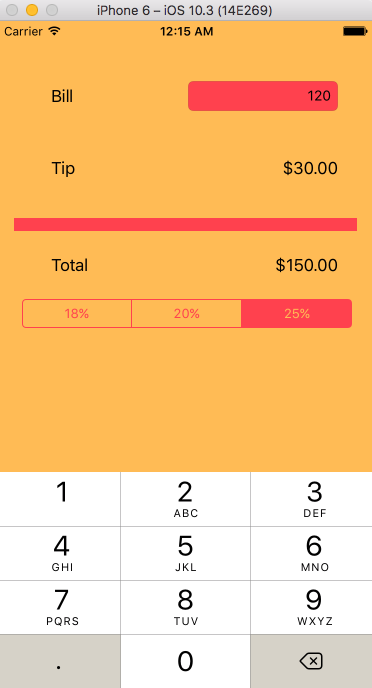 iPhone 6 – iOS 10.3 (14E269)
Carrier 12:15 AM
Bill 120
Tip $30.00
Total $150.00
18% 20% 25%
1 2 3
ABC DEF
4 5 6
GHI JKL MNO
7 8 9
PQRS TUV WXYZ
. 0